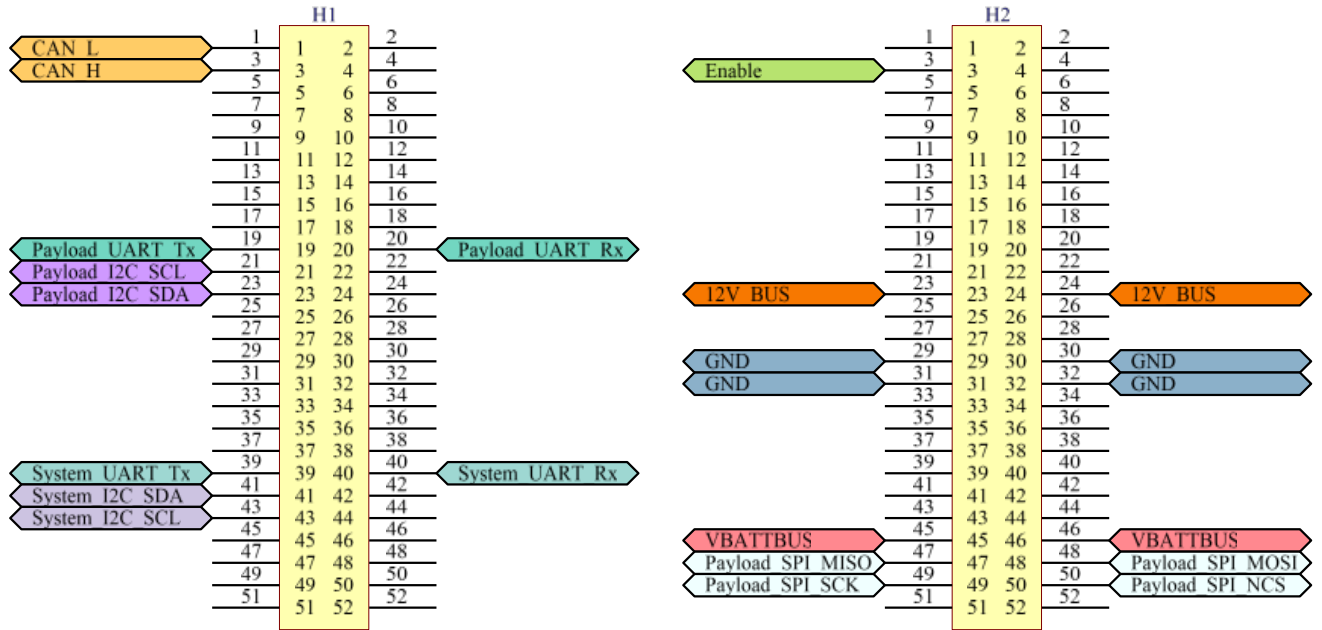 H1 H2
1 2 1 2
CAN_L 1 2 1 2
3 4 3 4
CAN_H 3 4 Enable 3 4
5 6 5 6
5 6 5 6
7 8 7 8
7 8 7 8
9 10 9 10
9 10 9 10
11 12 11 12
11 12 11 12
13 14 13 14
13 14 13 14
15 16 15 16
15 16 15 16
17 18 17 18
17 18 17 18
19 20 19 20
Payload_UART_Tx 19 20 Payload_UART_Rx 19 20
21 22 21 22
Payload_I2C_SCL 21 22 21 22
23 24 23 24
Payload_I2C_SDA 23 24 12V_BUS 23 24 12V_BUS
25 26 25 26
25 26 25 26
27 28 27 28
27 28 27 28
29 30 29 30
29 30 GND 29 30 GND
31 32 31 32
31 32 GND 31 32 GND
33 34 33 34
33 34 33 34
35 36 35 36
35 36 35 36
37 38 37 38
37 38 37 38
39 40 39 40
System_UART_Tx 39 40 System_UART_Rx 39 40
41 42 41 42
System_I2C_SDA 41 42 41 42
43 44 43 44
System_I2C_SCL 43 44 43 44
45 46 45 46
45 46 VBATTBUS 45 46 VBATTBUS
47 48 47 48
47 48 Payload_SPI_MISO 47 48 Payload_SPI_MOSI
49 50 49 50
49 50 Payload_SPI_SCK 49 50 Payload_SPI_NCS
51 52 51 52
51 52 51 52